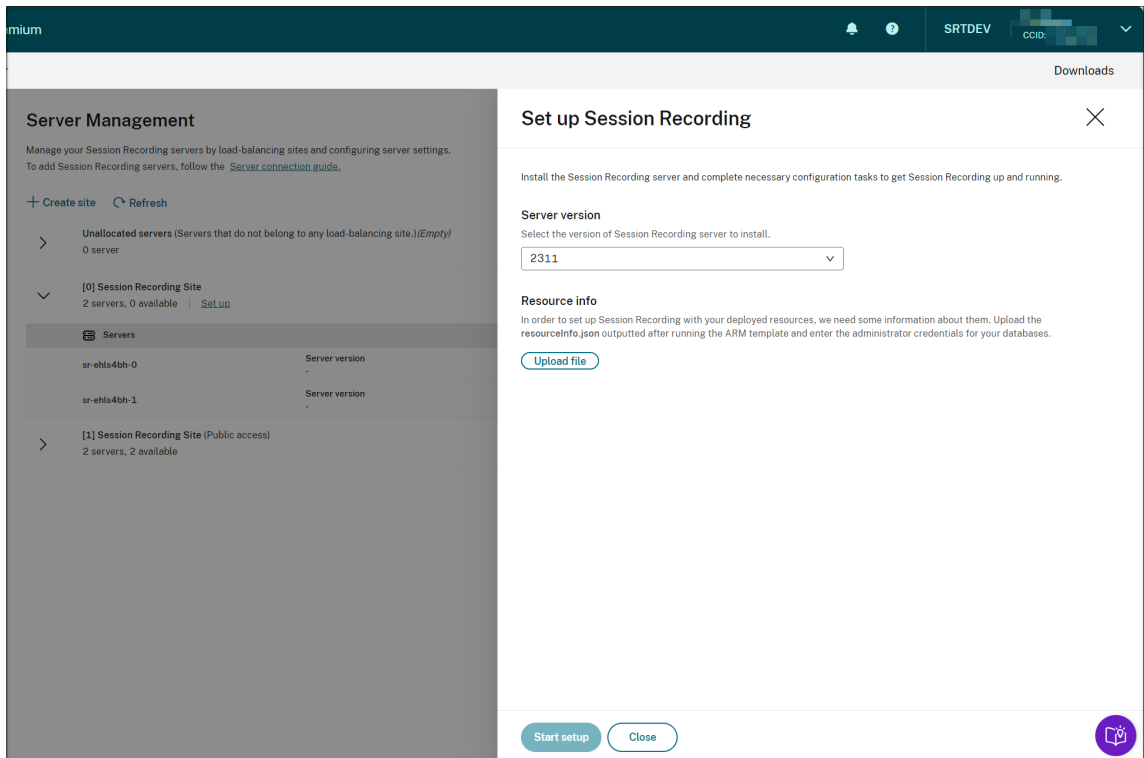 emium
SRTDEV
CCID:
Downloads
Server Management
Manage your Session Recording servers by load-balancing sites and configuring server settings.
To add Session Recording servers, follow the Server connection guide.
+ Create site Refresh
Unallocated servers (Servers that do not belong to any load-balancing site.)(Empty)
0 server
[0] Session Recording Site
2 servers, 0 available | Set up
Servers
sr-ehls4bh-0
Server version
-
sr-ehls4bh-1
Server version
-
[1] Session Recording Site (Public access)
2 servers, 2 available
Set up Session Recording
Install the Session Recording server and complete necessary configuration tasks to get Session Recording up and running.
Server version
Select the version of Session Recording server to install.
2311
Resource info
In order to set up Session Recording with your deployed resources, we need some information about them. Upload the
resourceInfo.json outputted after running the ARM template and enter the administrator credentials for your databases.
Upload file
Start setup
Close